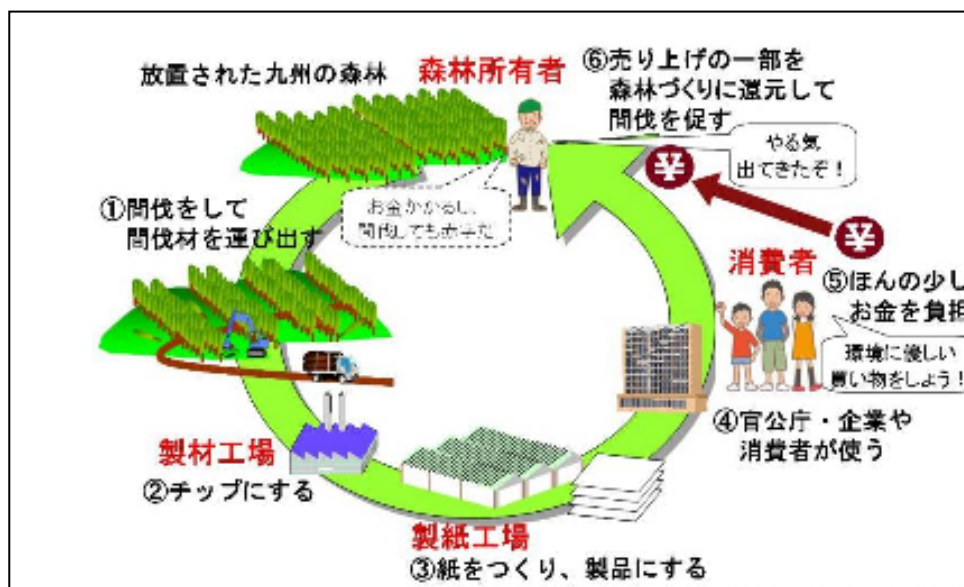 放置された九州の森林
森林所有者
お金かかるし、
間伐しても赤字だ
①間伐をして
間伐材を運び出す
製材工場
②チップにする
製紙工場
③紙をつくり、製品にする
④官公庁・企業や
消費者が使う
消費者
⑤ほんの少し
お金を負担
環境に優しい
買い物をしよう！
¥
¥
⑥売り上げの一部を
森林づくりに還元して
間伐を促す
やる気
出てきたぞ！